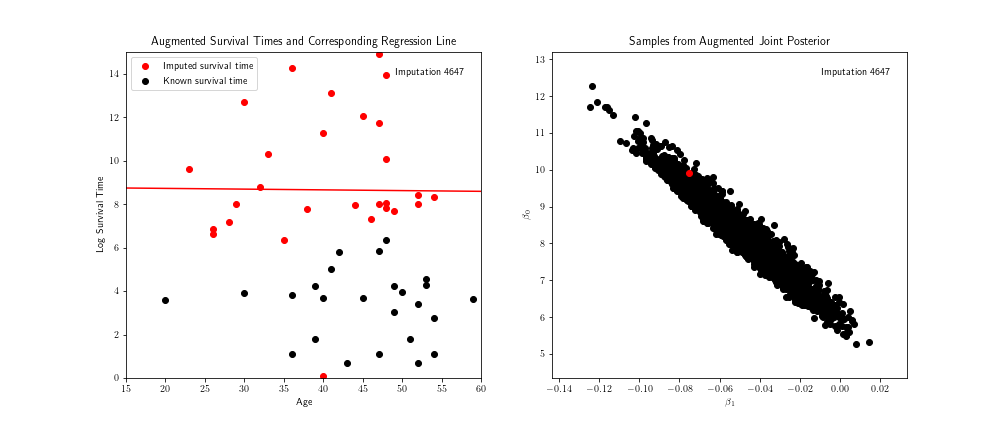 Augmented Survival Times and Corresponding Regression Line
Imputed survival time
Known survival time
Imputation 4647
Log Survival Time
14
12
10
8
6
4
2
0
15 20 25 30 35 40 45 50 55 60
Age
Samples from Augmented Joint Posterior
Imputation 4647
β0
13
12
11
10
9
8
7
6
5
−0.14 −0.12 −0.10 −0.08 −0.06 −0.04 −0.02 0.00 0.02
β1